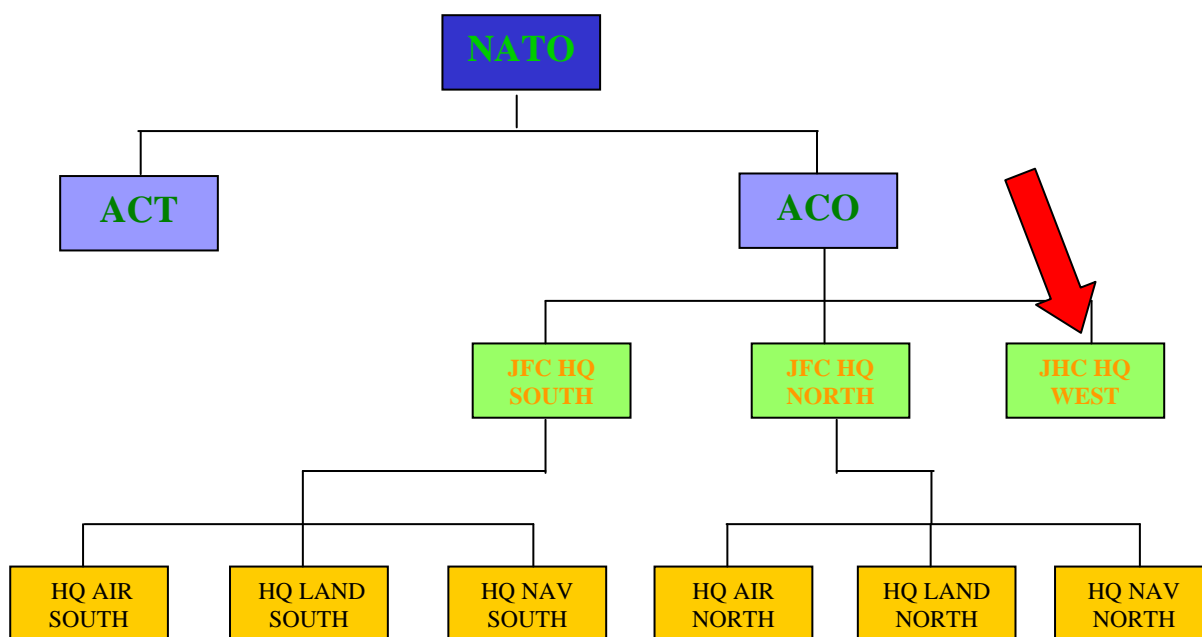 NATO
ACT
ACO
JFC HQ
SOUTH
JFC HQ
NORTH
JHC HQ
WEST
HQ AIR
SOUTH
HQ LAND
SOUTH
HQ NAV
SOUTH
HQ AIR
NORTH
HQ LAND
NORTH
HQ NAV
NORTH